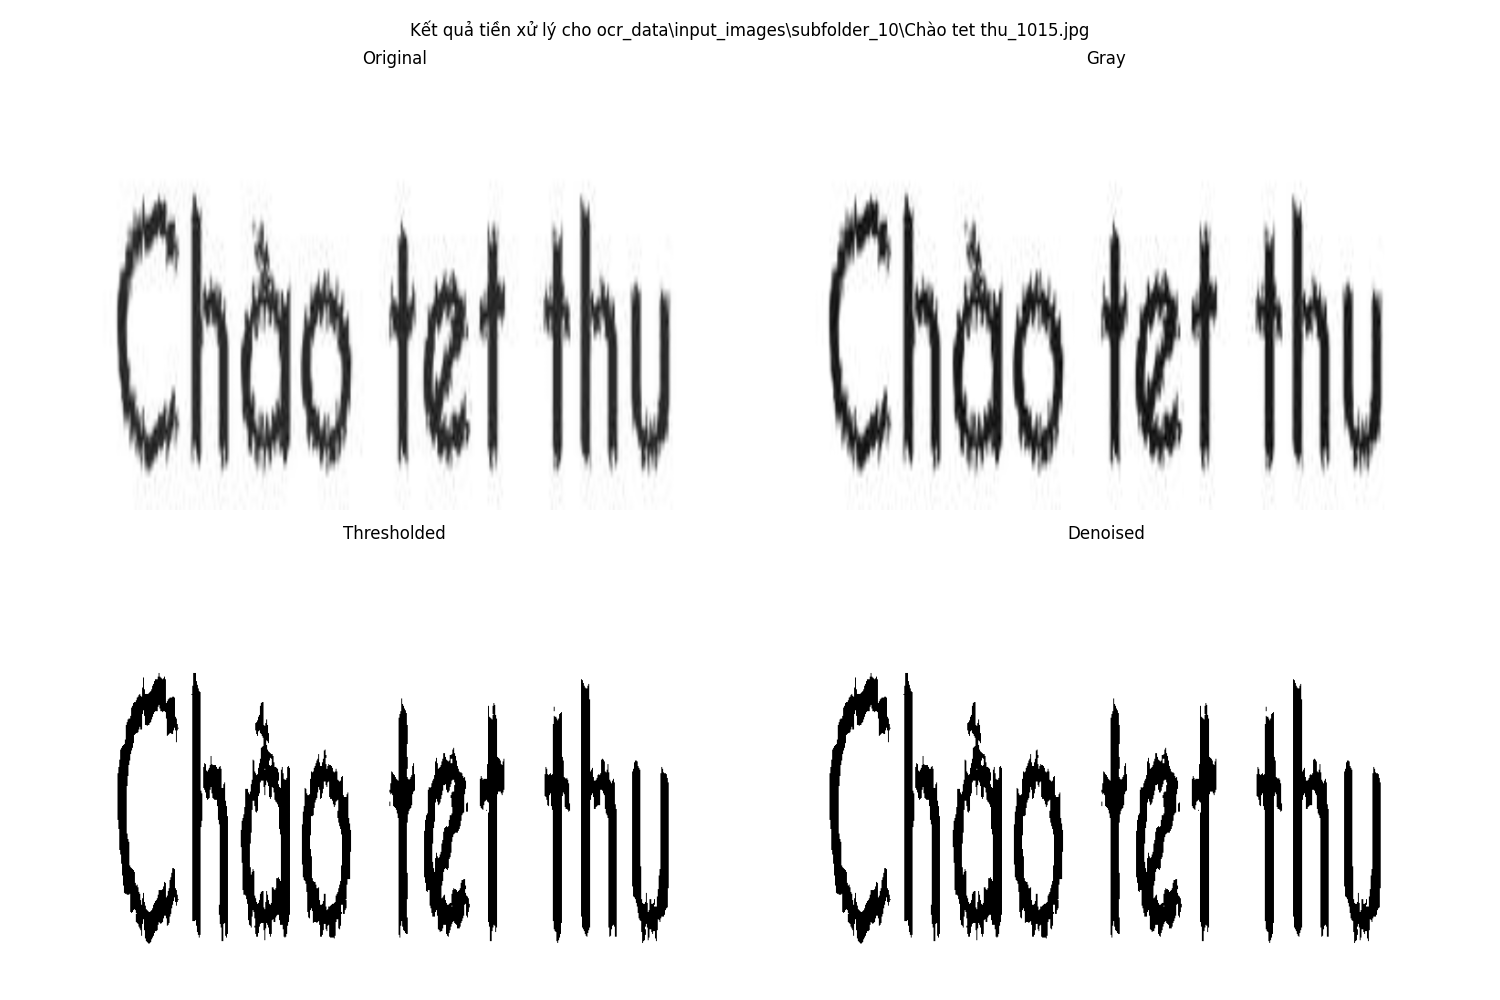 Kết quả tiền xử lý cho ocr_data\input_images\subfolder_10\Chào tet thu_1015.jpg
Original
Gray
Chào tet thu
Chào tet thu
Thresholded
Denoised
Chào tet thu
Chào tet thu